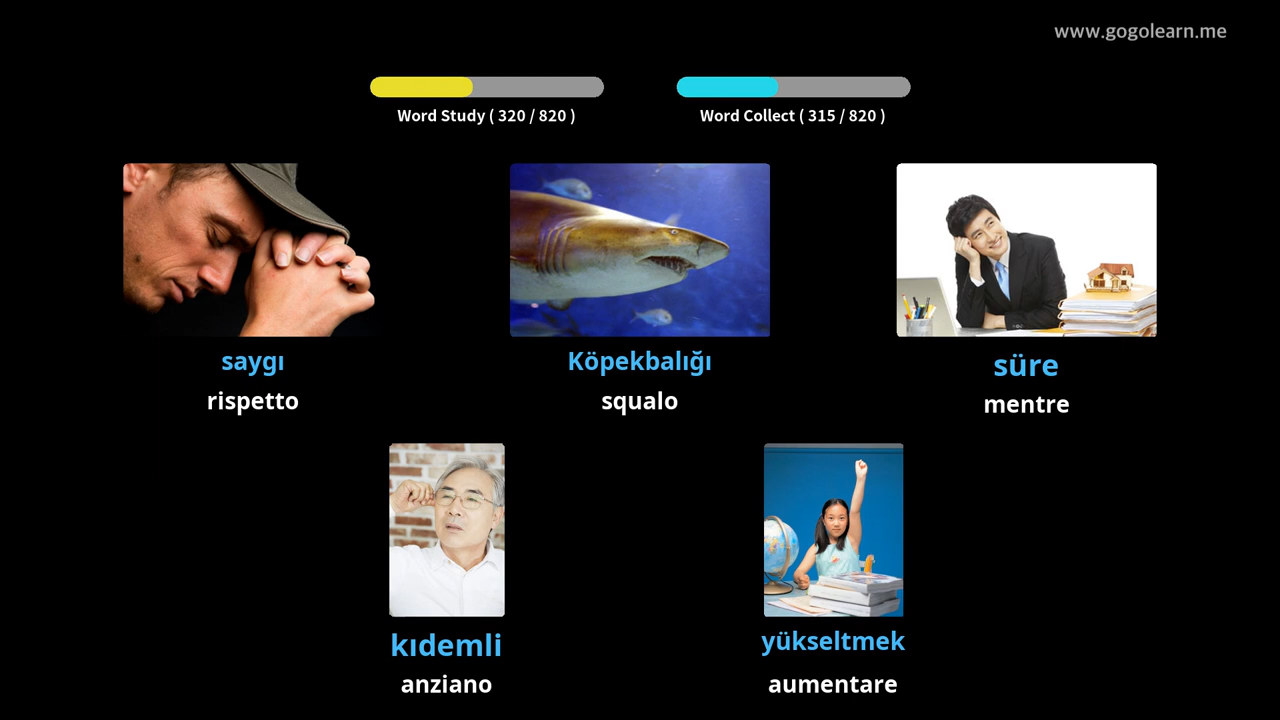 www.gogolearn.me
Word Study ( 320 / 820 )
Word Collect ( 315 / 820 )
saygı
rispetto
Köpekbalığı
squalo
süre
mentre
kıdemli
anziano
yükseltmek
aumentare